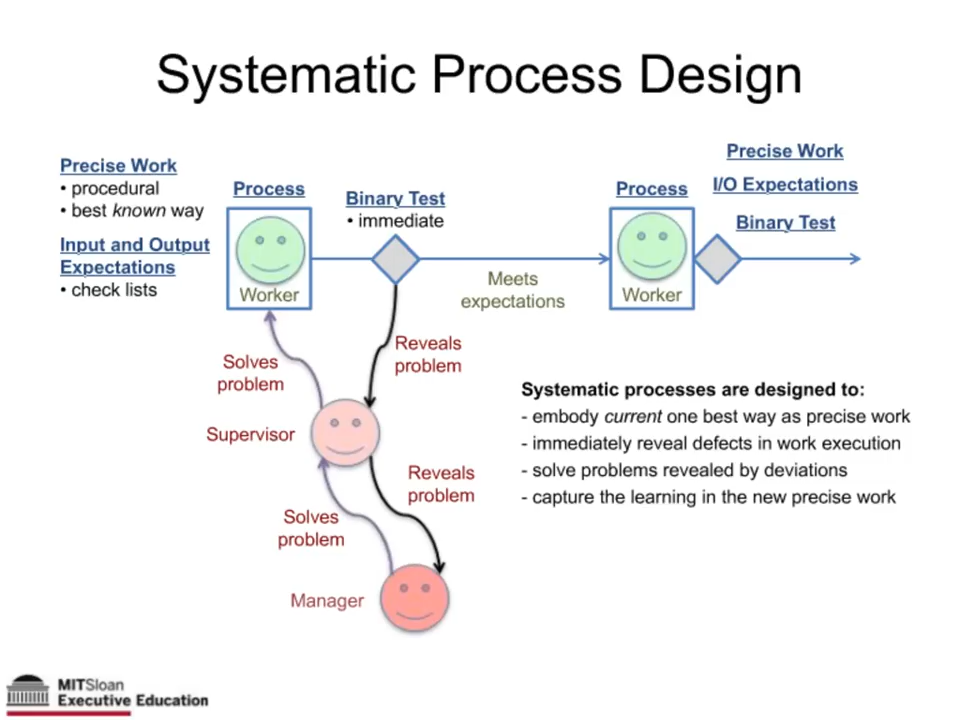 Systematic Process Design
Precise Work
• procedural
• best known way
Input and Output
Expectations
• check lists
Process
Worker
Binary Test
• immediate
Meets
expectations
Process
Worker
Precise Work
I/O Expectations
Binary Test
Reveals
problem
Solves
problem
Supervisor
Reveals
problem
Solves
problem
Manager
Systematic processes are designed to:
- embody current one best way as precise work
- immediately reveal defects in work execution
- solve problems revealed by deviations
- capture the learning in the new precise work
MITSloan
Executive Education